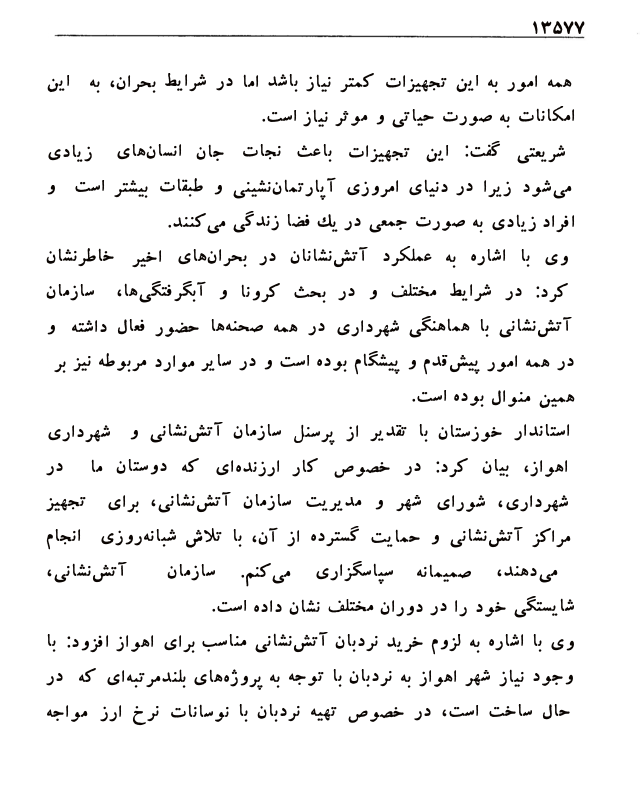 ۱۳۵۷۷
همه امور به این تجهیزات کمتر نیاز باشد اما در شرایط بحران، به این
امکانات به صورت حیاتی و موثر نیاز است.
شریعتی گفت: این تجهیزات باعث نجات جان انسان‌های زیادی
می‌شود زیرا در دنیای امروزی آپارتمان‌نشینی و طبقات بیشتر است و
افراد زیادی به صورت جمعی در یك فضا زندگی می‌کنند.
وی با اشاره به عملکرد آتش‌نشانان در بحران‌های اخیر خاطرنشان
کرد: در شرایط مختلف و در بحث کرونا و آبگرفتگی‌ها، سازمان
آتش‌نشانی با هماهنگی شهرداری در همه صحنه‌ها حضور فعال داشته و
در همه امور پیش‌قدم و پیشگام بوده است و در سایر موارد مربوطه نیز بر
همین منوال بوده است.
استاندار خوزستان با تقدیر از پرسنل سازمان آتش‌نشانی و شهرداری
اهواز، بیان کرد: در خصوص کار ارزنده‌ای که دوستان ما در
شهرداری، شورای شهر و مدیریت سازمان آتش‌نشانی، برای تجهیز
مراکز آتش‌نشانی و حمایت گسترده از آن، با تلاش شبانه‌روزی انجام
می‌دهند، صمیمانه سپاسگزاری می‌کنم. سازمان آتش‌نشانی،
شایستگی خود را در دوران مختلف نشان داده است.
وی با اشاره به لزوم خرید نردبان آتش‌نشانی مناسب برای اهواز افزود: با
وجود نیاز شهر اهواز به نردبان با توجه به پروژه‌های بلندمرتبه‌ای که در
حال ساخت است، در خصوص تهیه نردبان با نوسانات نرخ ارز مواجه